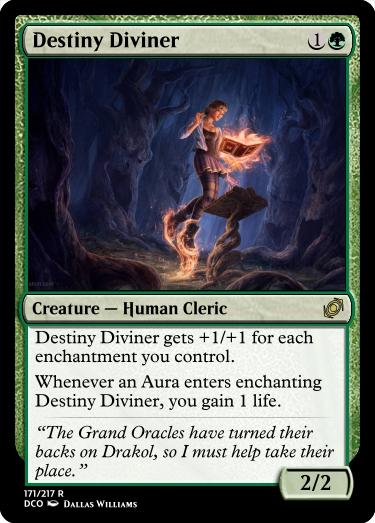 Destiny Diviner 1
Creature — Human Cleric
Destiny Diviner gets +1/+1 for each
enchantment you control.
Whenever an Aura enters enchanting
Destiny Diviner, you gain 1 life.
“The Grand Oracles have turned their
backs on Drakol, so I must help take their
place.”
2/2
171/217 R
DCO DALLAS WILLIAMS